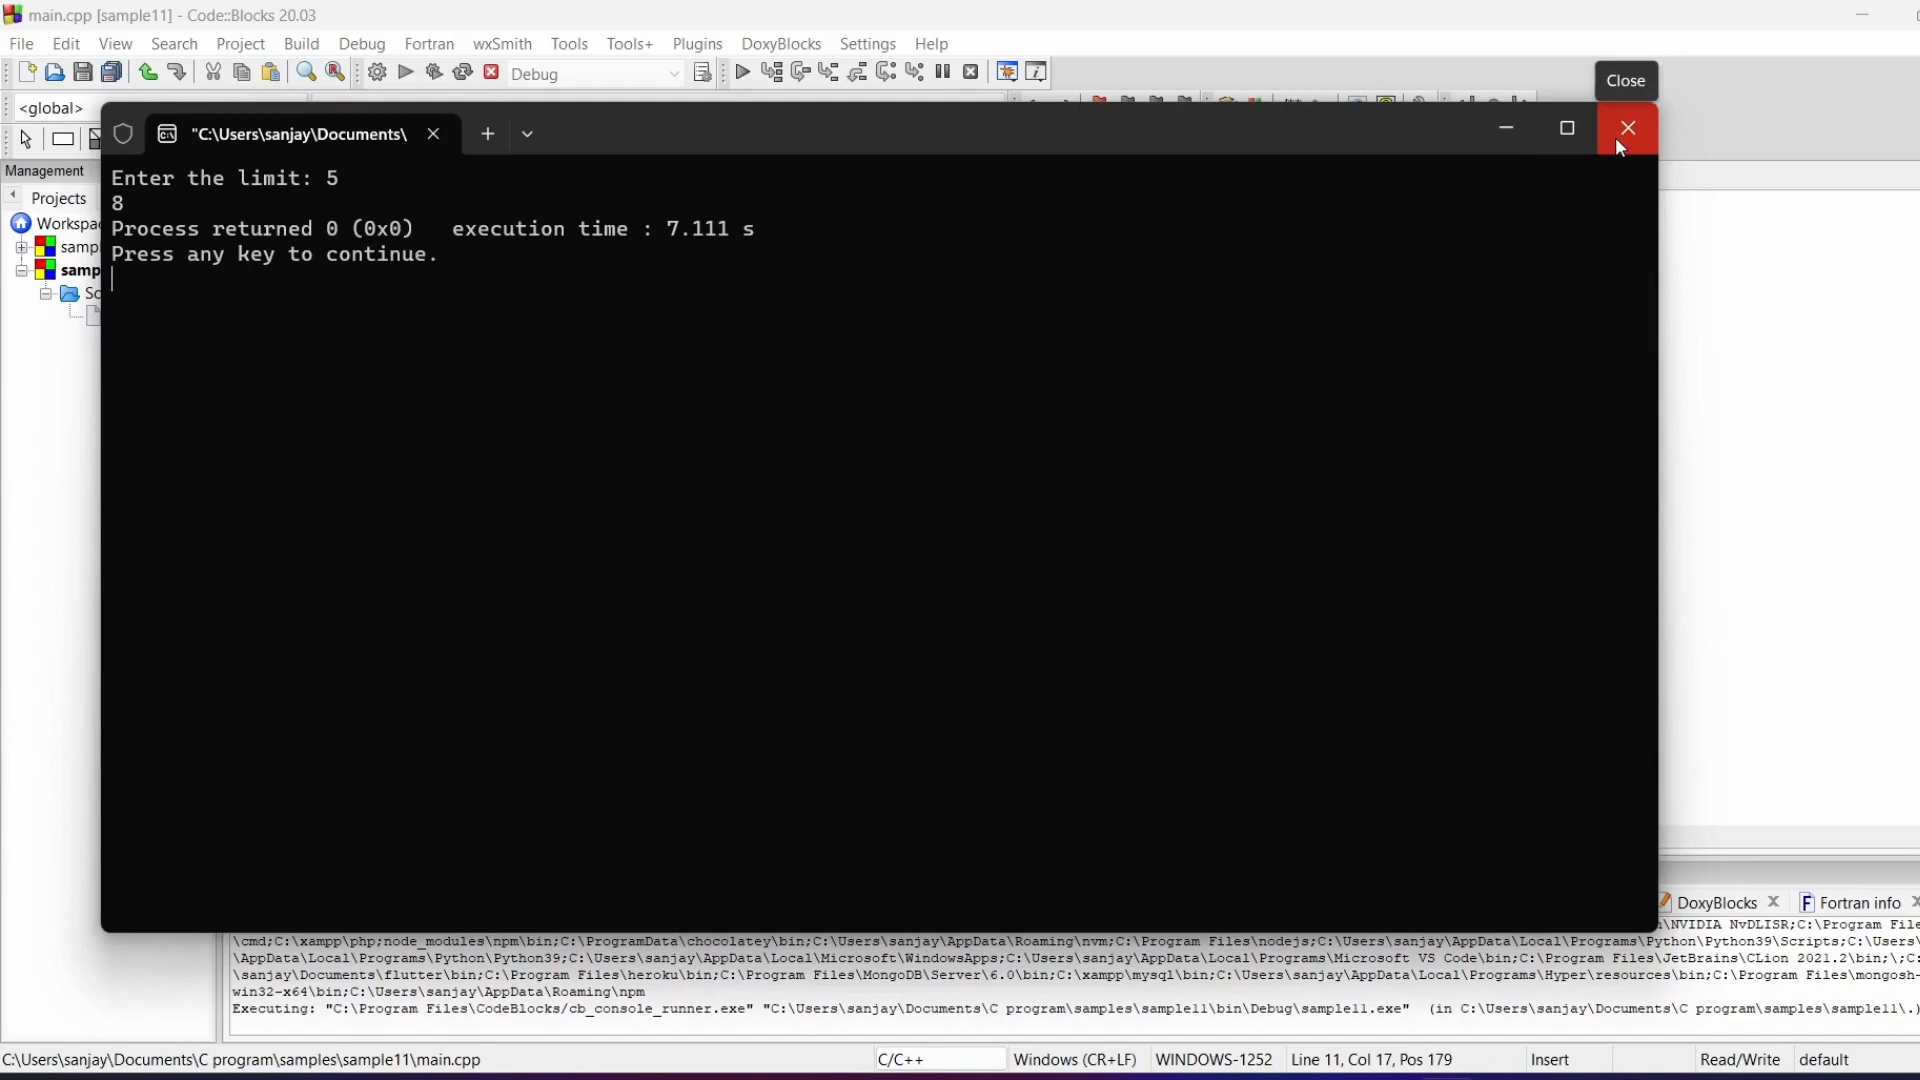 main.cpp [sample11] - Code::Blocks 20.03
File Edit View Search Project Build Debug Fortran wxSmith Tools Tools+ Plugins DoxyBlocks Settings Help
Debug
Close
<global>
"C:\Users\sanjay\Documents\
Management
Enter the limit: 5
Projects
8
Workspa
Process returned 0 (0x0) execution time : 7.111 s
samp
Press any key to continue.
samp
So
DoxyBlocks
Fortran info
n\NVIDIA NvDLISR;C:\Program File
\cmd;C:\xampp\php;node_modules\npm\bin;C:\ProgramData\chocolatey\bin;C:\Users\sanjay\AppData\Roaming\nvm;C:\Program Files\nodejs;C:\Users\sanjay\AppData\Local\Programs\Python\Python39\Scripts;C:\Users\
\AppData\Local\Programs\Python\Python39;C:\Users\sanjay\AppData\Local\Microsoft\WindowsApps;C:\Users\sanjay\AppData\Local\Programs\Microsoft VS Code\bin;C:\Program Files\JetBrains\CLion 2021.2\bin;\;C:
\sanjay\Documents\flutter\bin;C:\Program Files\heroku\bin;C:\Program Files\MongoDB\Server\6.0\bin;C:\xampp\mysql\bin;C:\Users\sanjay\AppData\Local\Programs\Hyper\resources\bin;C:\Program Files\mongosh-
win32-x64\bin;C:\Users\sanjay\AppData\Roaming\npm
Executing: "C:\Program Files\CodeBlocks/cb_console_runner.exe" "C:\Users\sanjay\Documents\C program\samples\sample11\bin\Debug\sample11.exe" (in C:\Users\sanjay\Documents\C program\samples\sample11\.)
C:\Users\sanjay\Documents\C program\samples\sample11\main.cpp C/C++ Windows (CR+LF) WINDOWS-1252 Line 11, Col 17, Pos 179 Insert Read/Write default